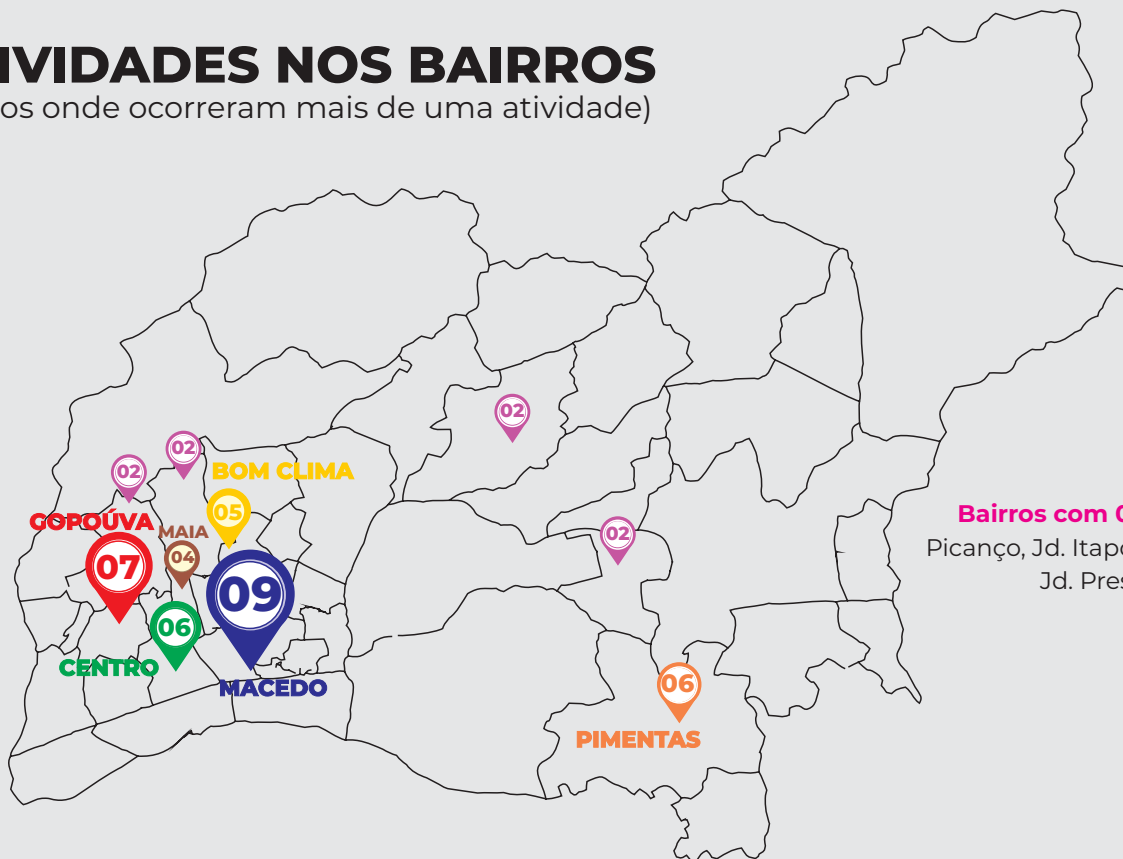 IVIDADES NOS BAIRROS
os onde ocorreram mais de uma atividade)
02
02
02
BOM CLIMA
05
GOPOÚVA
07
MAIA
04
09
02
Bairros com 0
Picanço, Jd. Itapo
Jd. Pres
06
CENTRO
MACEDO
06
PIMENTAS